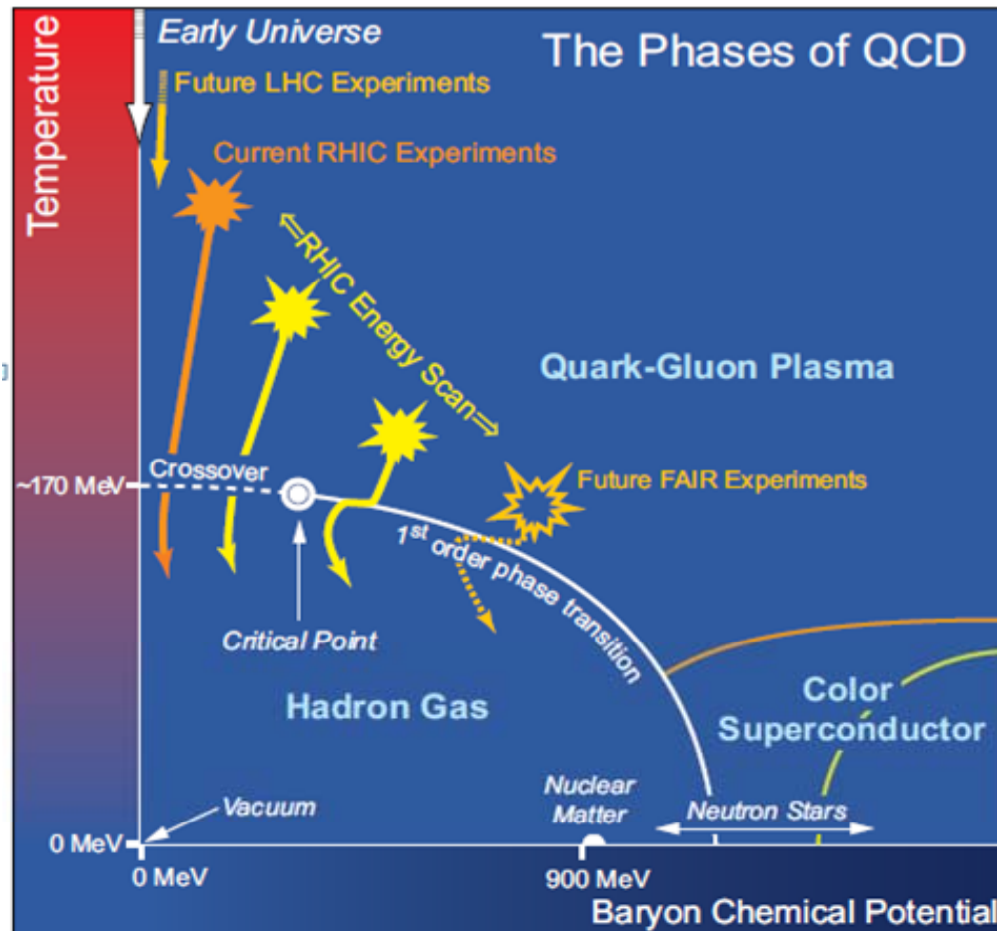 Early Universe
The Phases of QCD
Temperature
Future LHC Experiments
Current RHIC Experiments
⇐RHIC Energy Scan⇒
Quark-Gluon Plasma
~170 MeV
Crossover
Future FAIR Experiments
1st order phase transition
Critical Point
Hadron Gas
Color
Superconductor
Nuclear
Matter
Vacuum
Neutron Stars
0 MeV
0 MeV
900 MeV
Baryon Chemical Potential